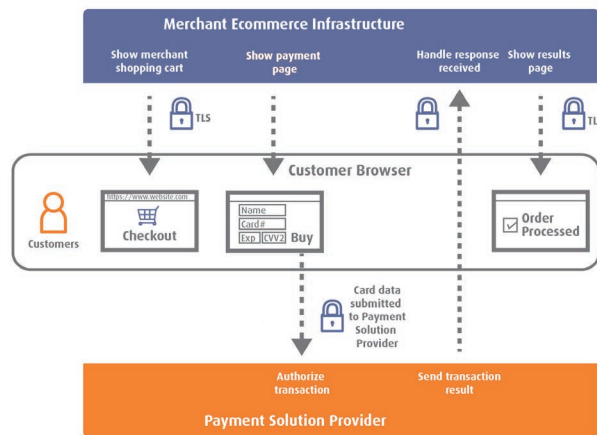 Merchant Ecommerce Infrastructure
Show merchant
shopping cart
Show payment
page
Handle response
received
Show results
page
TLS
TL
Customer Browser
Customers
https://www.website.com
Checkout
Name
Card#
Exp
CVV2
Buy
Order
Processed
Card data
submitted
to Payment
Solution
Provider
Authorize
transaction
Send transaction
result
Payment Solution Provider